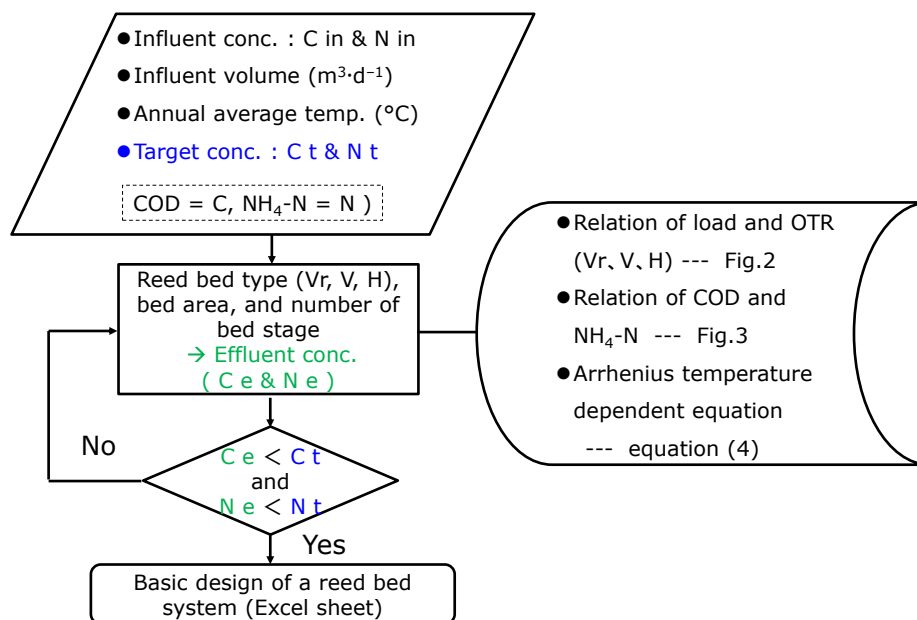 ●Influent conc. : C in & N in
●Influent volume (m³·d⁻¹)
●Annual average temp. (°C)
●Target conc. : C t & N t
COD = C, NH₄-N = N )
Reed bed type (Vr, V, H),
bed area, and number of
bed stage
→ Effluent conc.
( C e & N e )
●Relation of load and OTR
(Vr、V、H) --- Fig.2
●Relation of COD and
NH₄-N --- Fig.3
●Arrhenius temperature
dependent equation
--- equation (4)
No
C e < C t
and
N e < N t
Yes
Basic design of a reed bed
system (Excel sheet)